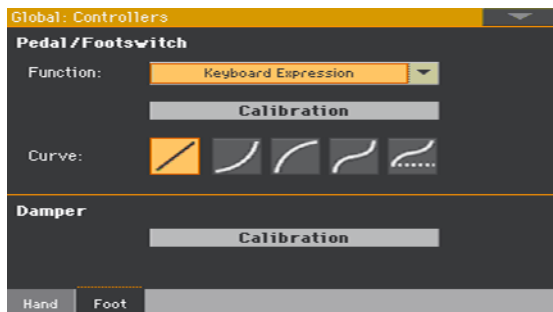 Global: Controllers
Pedal/Footswitch
Function: Keyboard Expression
Calibration
Curve:
Damper
Calibration
Hand Foot